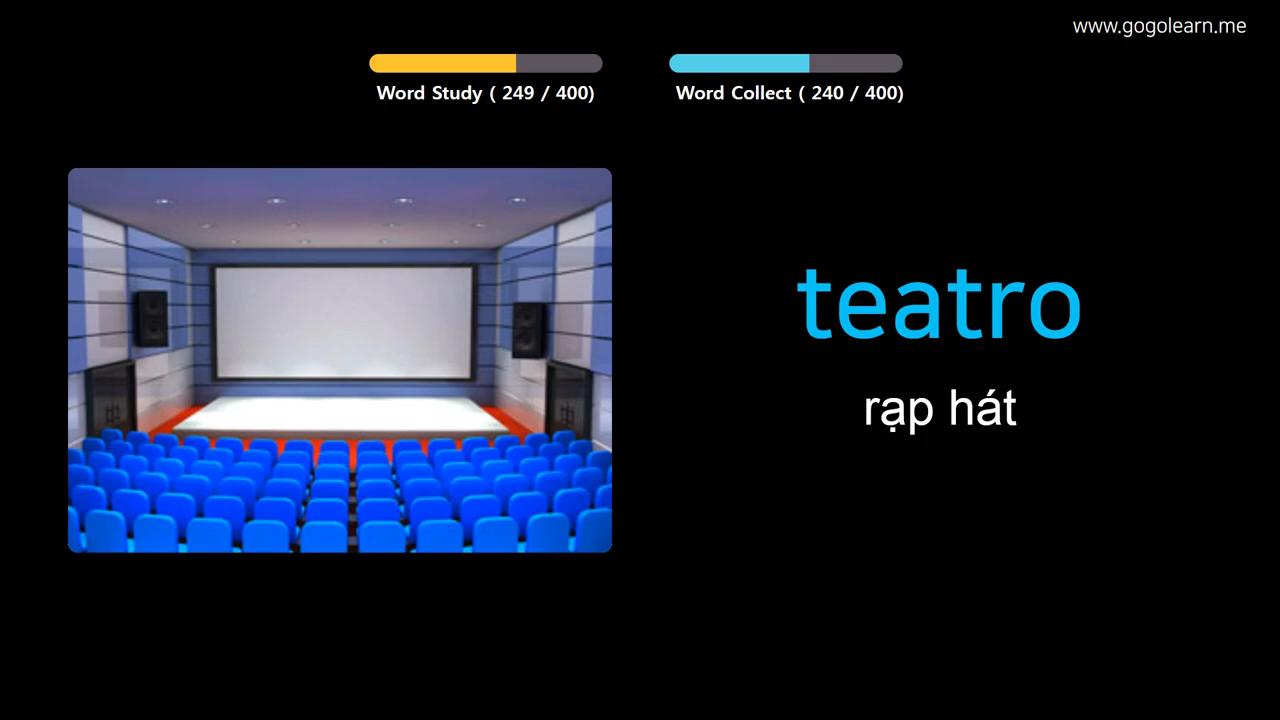 www.gogolearn.me
Word Study ( 249 / 400)
Word Collect ( 240 / 400)
teatro
rạp hát